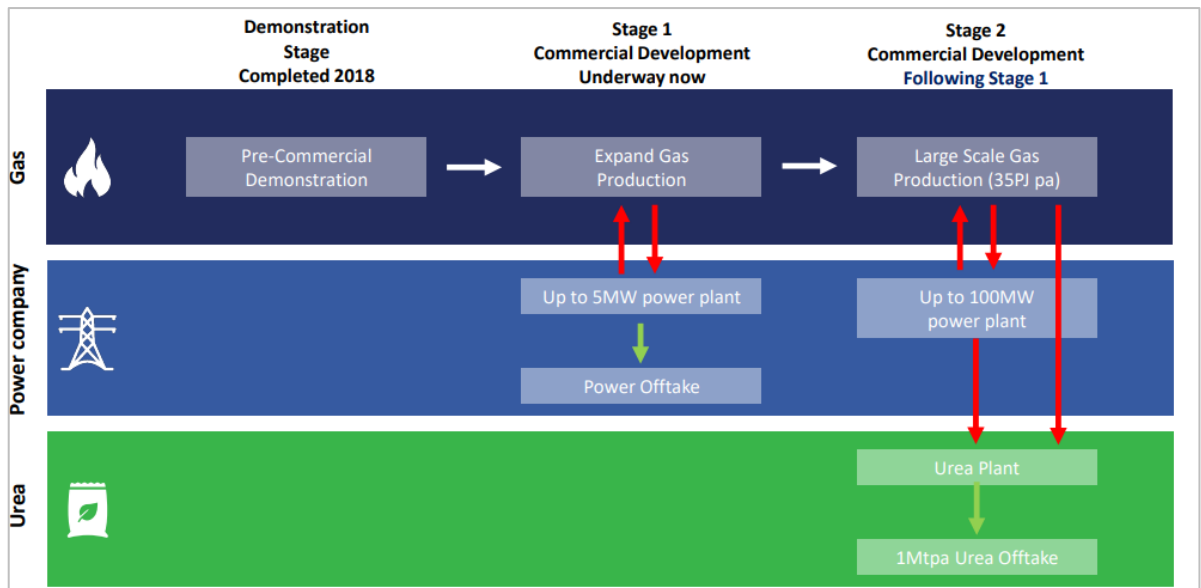 Demonstration
Stage
Completed 2018
Stage 1
Commercial Development
Underway now
Stage 2
Commercial Development
Following Stage 1
Gas
Pre-Commercial
Demonstration
Expand Gas
Production
Large Scale Gas
Production (35PJ pa)
Power company
Up to 5MW power plant
Up to 100MW
power plant
Power Offtake
Urea
Urea Plant
1Mtpa Urea Offtake